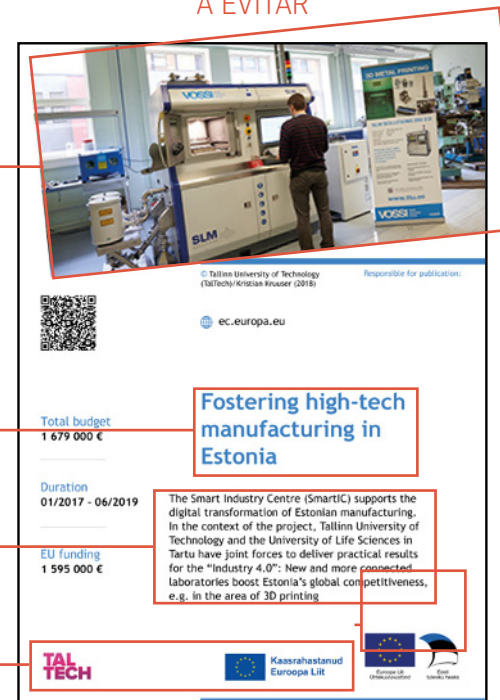 A EVITAR
VOSSI
SLM
3D METAL PRINTING
VOSSI
© Tallinn University of Technology
(TalTech)/Kristian Kruuser (2018)
Responsible for publication:
ec.europa.eu
Fostering high-tech
manufacturing in
Estonia
Total budget
1 679 000 €
Duration
01/2017 - 06/2019
EU funding
1 595 000 €
The Smart Industry Centre (SmartIC) supports the
digital transformation of Estonian manufacturing.
In the context of the project, Tallinn University of
Technology and the University of Life Sciences in
Tartu have joint forces to deliver practical results
for the “Industry 4.0”: New and more connected
laboratories boost Estonia’s global competitiveness,
e.g. in the area of 3D printing
TAL
TECH
Kaasrahastanud
Euroopa Liit
Euroopa Liit
Eesti
tuleviku heaks